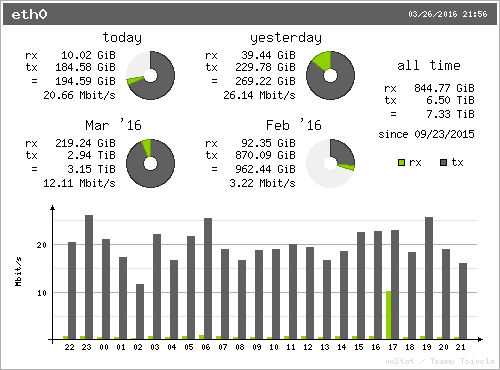 eth0 03/26/2016 21:56
today
rx 10.02 GiB
tx 184.58 GiB
= 194.59 GiB
20.66 Mbit/s
yesterday
rx 39.44 GiB
tx 229.78 GiB
= 269.22 GiB
26.14 Mbit/s
all time
rx 844.77 GiB
tx 6.50 TiB
= 7.33 TiB
since 09/23/2015
rx tx
Mar '16
rx 219.24 GiB
tx 2.94 TiB
= 3.15 TiB
12.11 Mbit/s
Feb '16
rx 92.35 GiB
tx 870.09 GiB
= 962.44 GiB
3.22 Mbit/s
Mbit/s
20
10
22 23 00 01 02 03 04 05 06 07 08 09 10 11 12 13 14 15 16 17 18 19 20 21
vnStat / Teemu Toivola